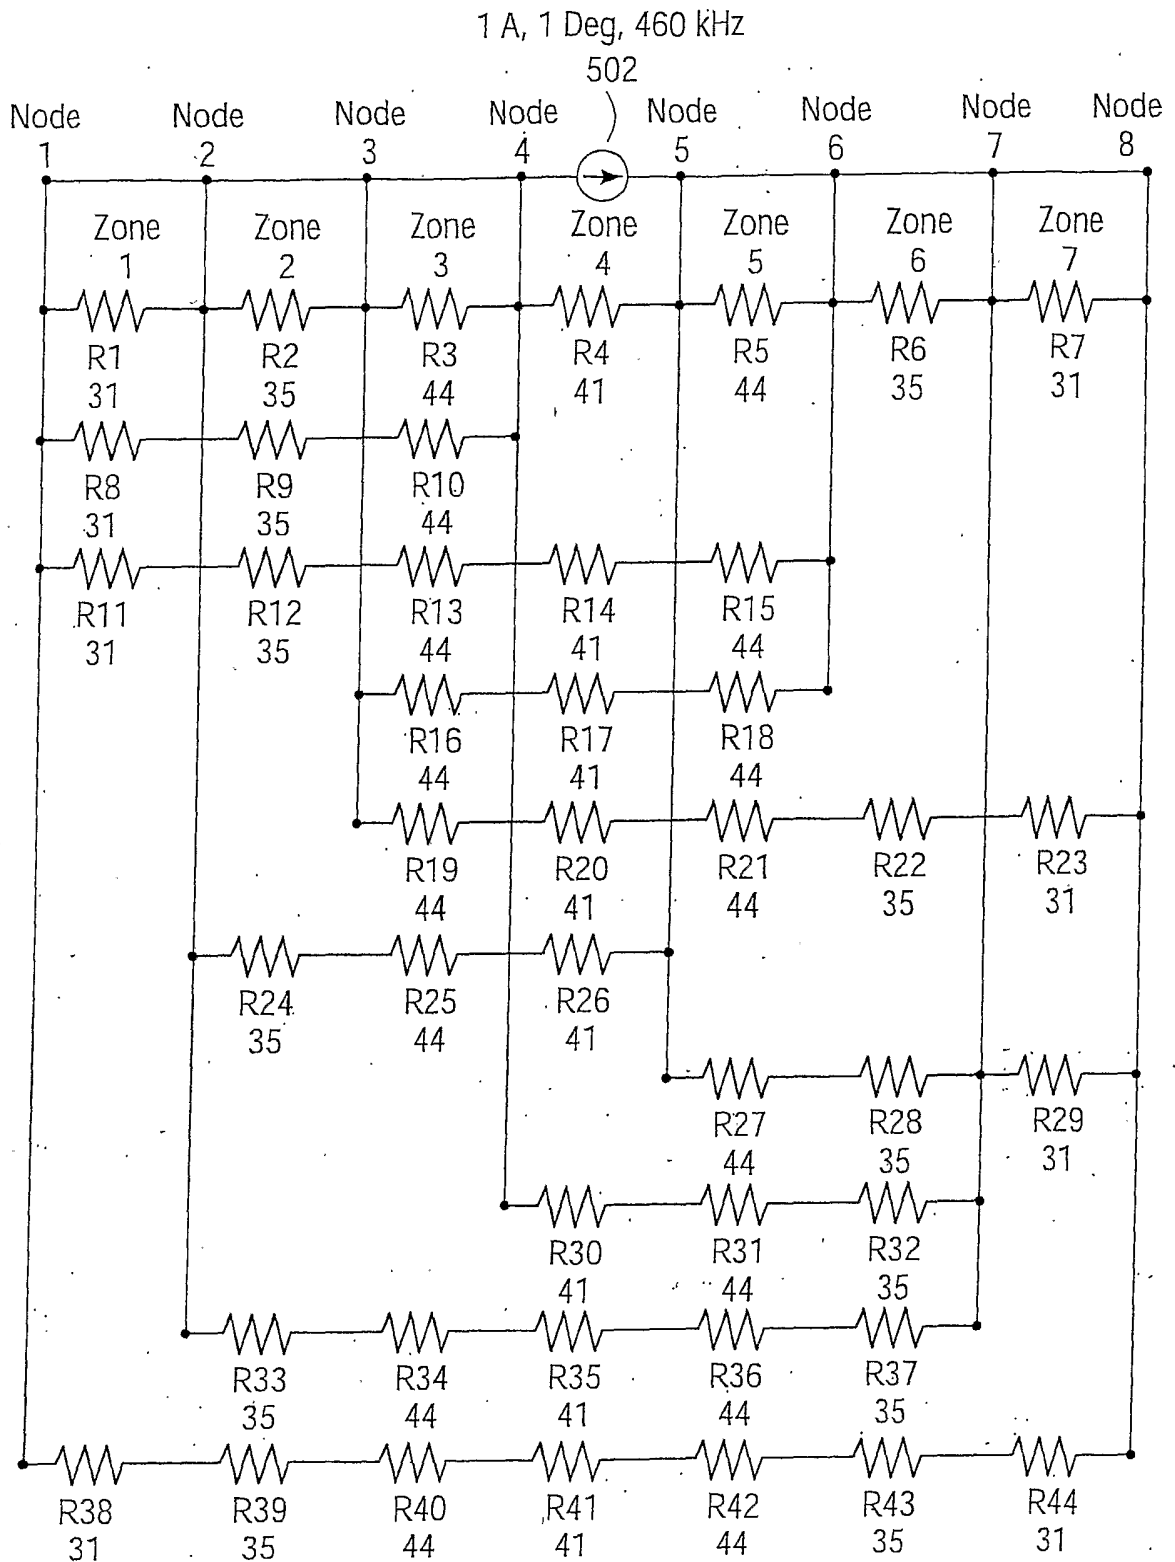 1 A, 1 Deg, 460 kHz
502
Node Node Node Node Node Node Node Node
1 2 3 4 5 6 7 8
Zone Zone Zone Zone Zone Zone Zone
1 2 3 4 5 6 7
R1 R2 R3 R4 R5 R6 R7
31 35 44 41 44 35 31
R8 R9 R10
31 35 44
R11 R12 R13 R14 R15
31 35 44 41 44
R16 R17 R18
44 41 44
R19 R20 R21 R22 R23
44 41 44 35 31
R24 R25 R26
35 44 41
R27 R28 R29
44 35 31
R30 R31 R32
41 44 35
R33 R34 R35 R36 R37
35 44 41 44 35
R38 R39 R40 R41 R42 R43 R44
31 35 44 41 44 35 31